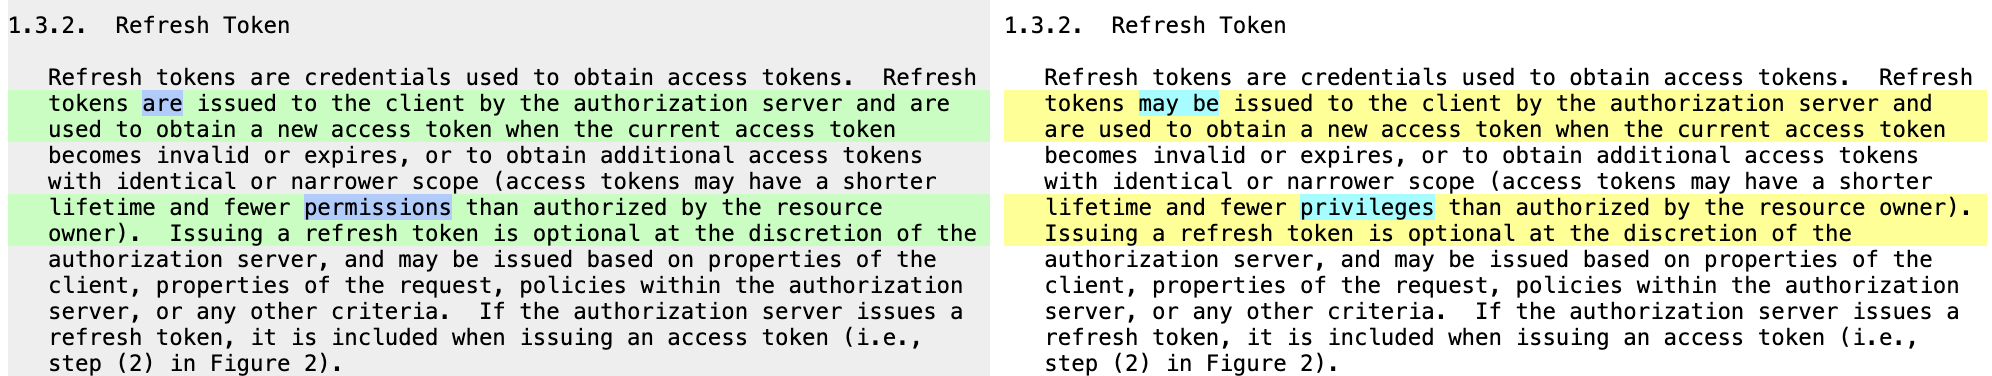 1.3.2.  Refresh Token
Refresh tokens are credentials used to obtain access tokens.  Refresh
tokens are issued to the client by the authorization server and are
used to obtain a new access token when the current access token
becomes invalid or expires, or to obtain additional access tokens
with identical or narrower scope (access tokens may have a shorter
lifetime and fewer permissions than authorized by the resource
owner).  Issuing a refresh token is optional at the discretion of the
authorization server, and may be issued based on properties of the
client, properties of the request, policies within the authorization
server, or any other criteria.  If the authorization server issues a
refresh token, it is included when issuing an access token (i.e.,
step (2) in Figure 2).
1.3.2.  Refresh Token
Refresh tokens are credentials used to obtain access tokens.  Refresh
tokens may be issued to the client by the authorization server and
are used to obtain a new access token when the current access token
becomes invalid or expires, or to obtain additional access tokens
with identical or narrower scope (access tokens may have a shorter
lifetime and fewer privileges than authorized by the resource owner).
Issuing a refresh token is optional at the discretion of the
authorization server, and may be issued based on properties of the
client, properties of the request, policies within the authorization
server, or any other criteria.  If the authorization server issues a
refresh token, it is included when issuing an access token (i.e.,
step (2) in Figure 2).